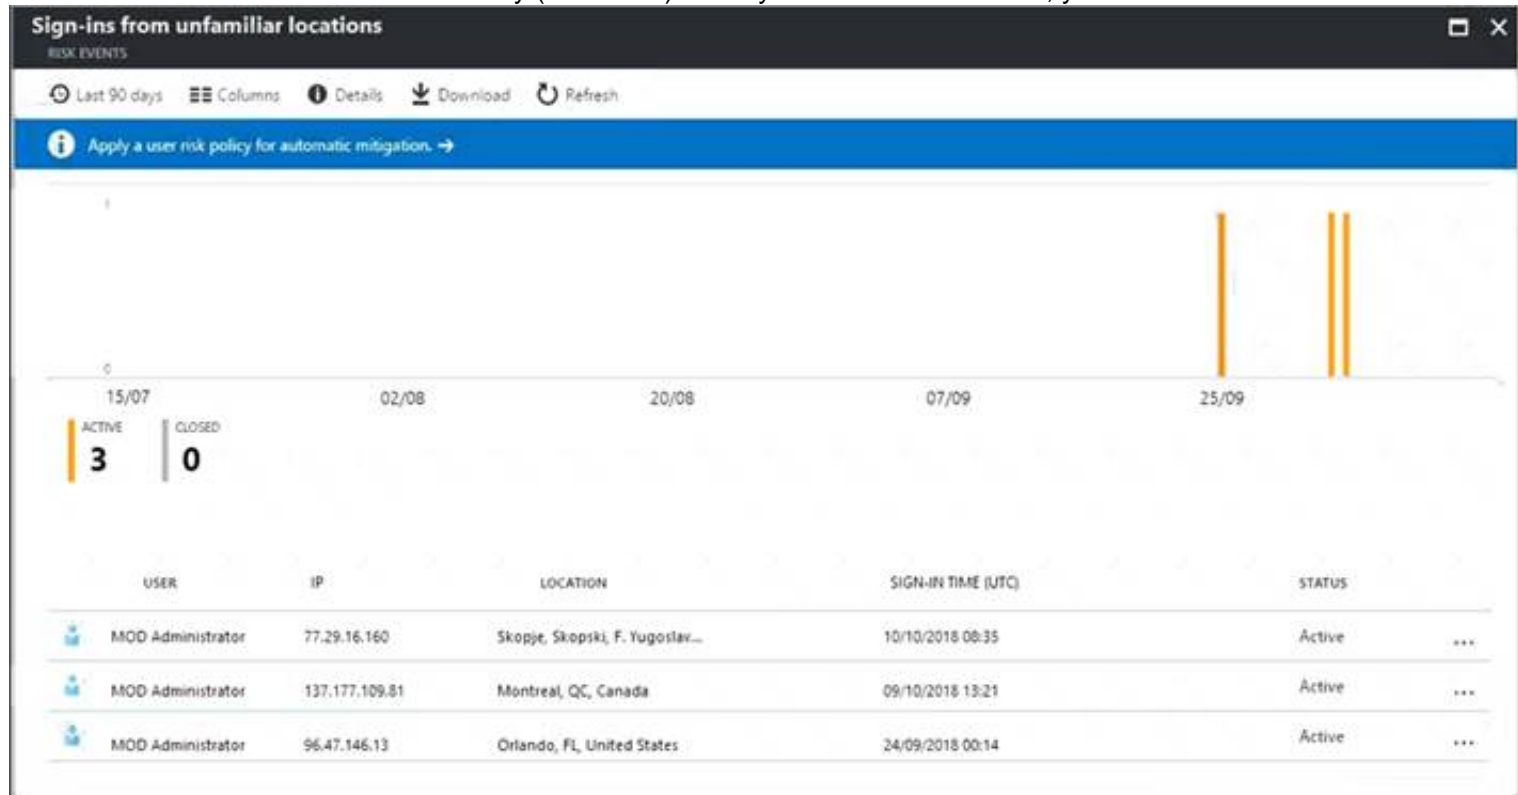 Sign-ins from unfamiliar locations
RISK EVENTS
Last 90 days Columns Details Download Refresh
Apply a user risk policy for automatic mitigation. →
1
0
15/07 02/08 20/08 07/09 25/09
ACTIVE CLOSED
3 0
USER IP LOCATION SIGN-IN TIME (UTC) STATUS
MOD Administrator 77.29.16.160 Skopje, Skopski, F. Yugoslav... 10/10/2018 08:35 Active ...
MOD Administrator 137.177.109.81 Montreal, QC, Canada 09/10/2018 13:21 Active ...
MOD Administrator 96.47.146.13 Orlando, FL, United States 24/09/2018 00:14 Active ...